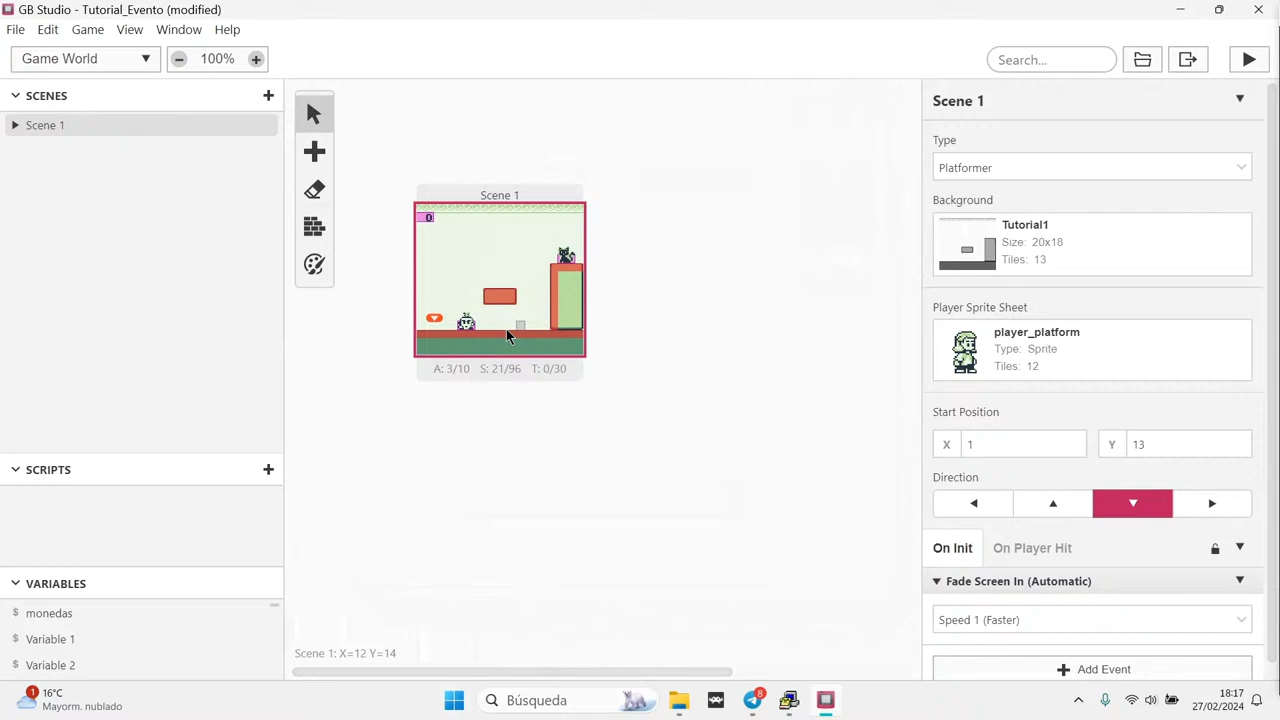 GB Studio - Tutorial_Evento (modified)
File Edit Game View Window Help
Game World
100%
Search...
SCENES
Scene 1
SCRIPTS
VARIABLES
$ monedas
$ Variable 1
$ Variable 2
Scene 1
0
A: 3/10 S: 21/96 T: 0/30
Scene 1: X=12 Y=14
Scene 1
Type
Platformer
Background
Tutorial1
Size: 20x18
Tiles: 13
Player Sprite Sheet
player_platform
Type: Sprite
Tiles: 12
Start Position
X 1 Y 13
Direction
On Init On Player Hit
Fade Screen In (Automatic)
Speed 1 (Faster)
Add Event
1
16°C
Mayorm. nublado
Búsqueda
8
18:17
27/02/2024